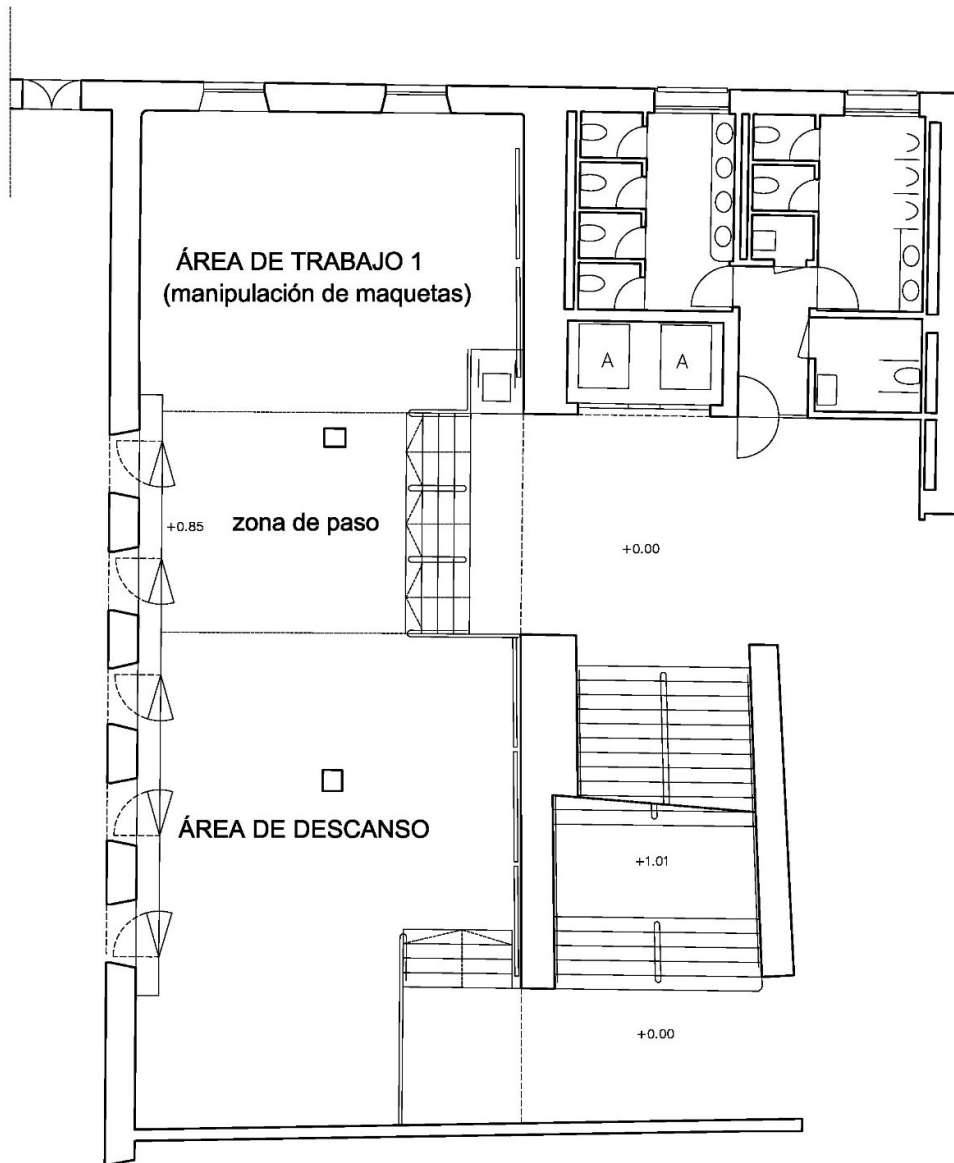 ÁREA DE TRABAJO 1
(manipulación de maquetas)
A A
+0.85
zona de paso
+0.00
ÁREA DE DESCANSO
+1.01
+0.00